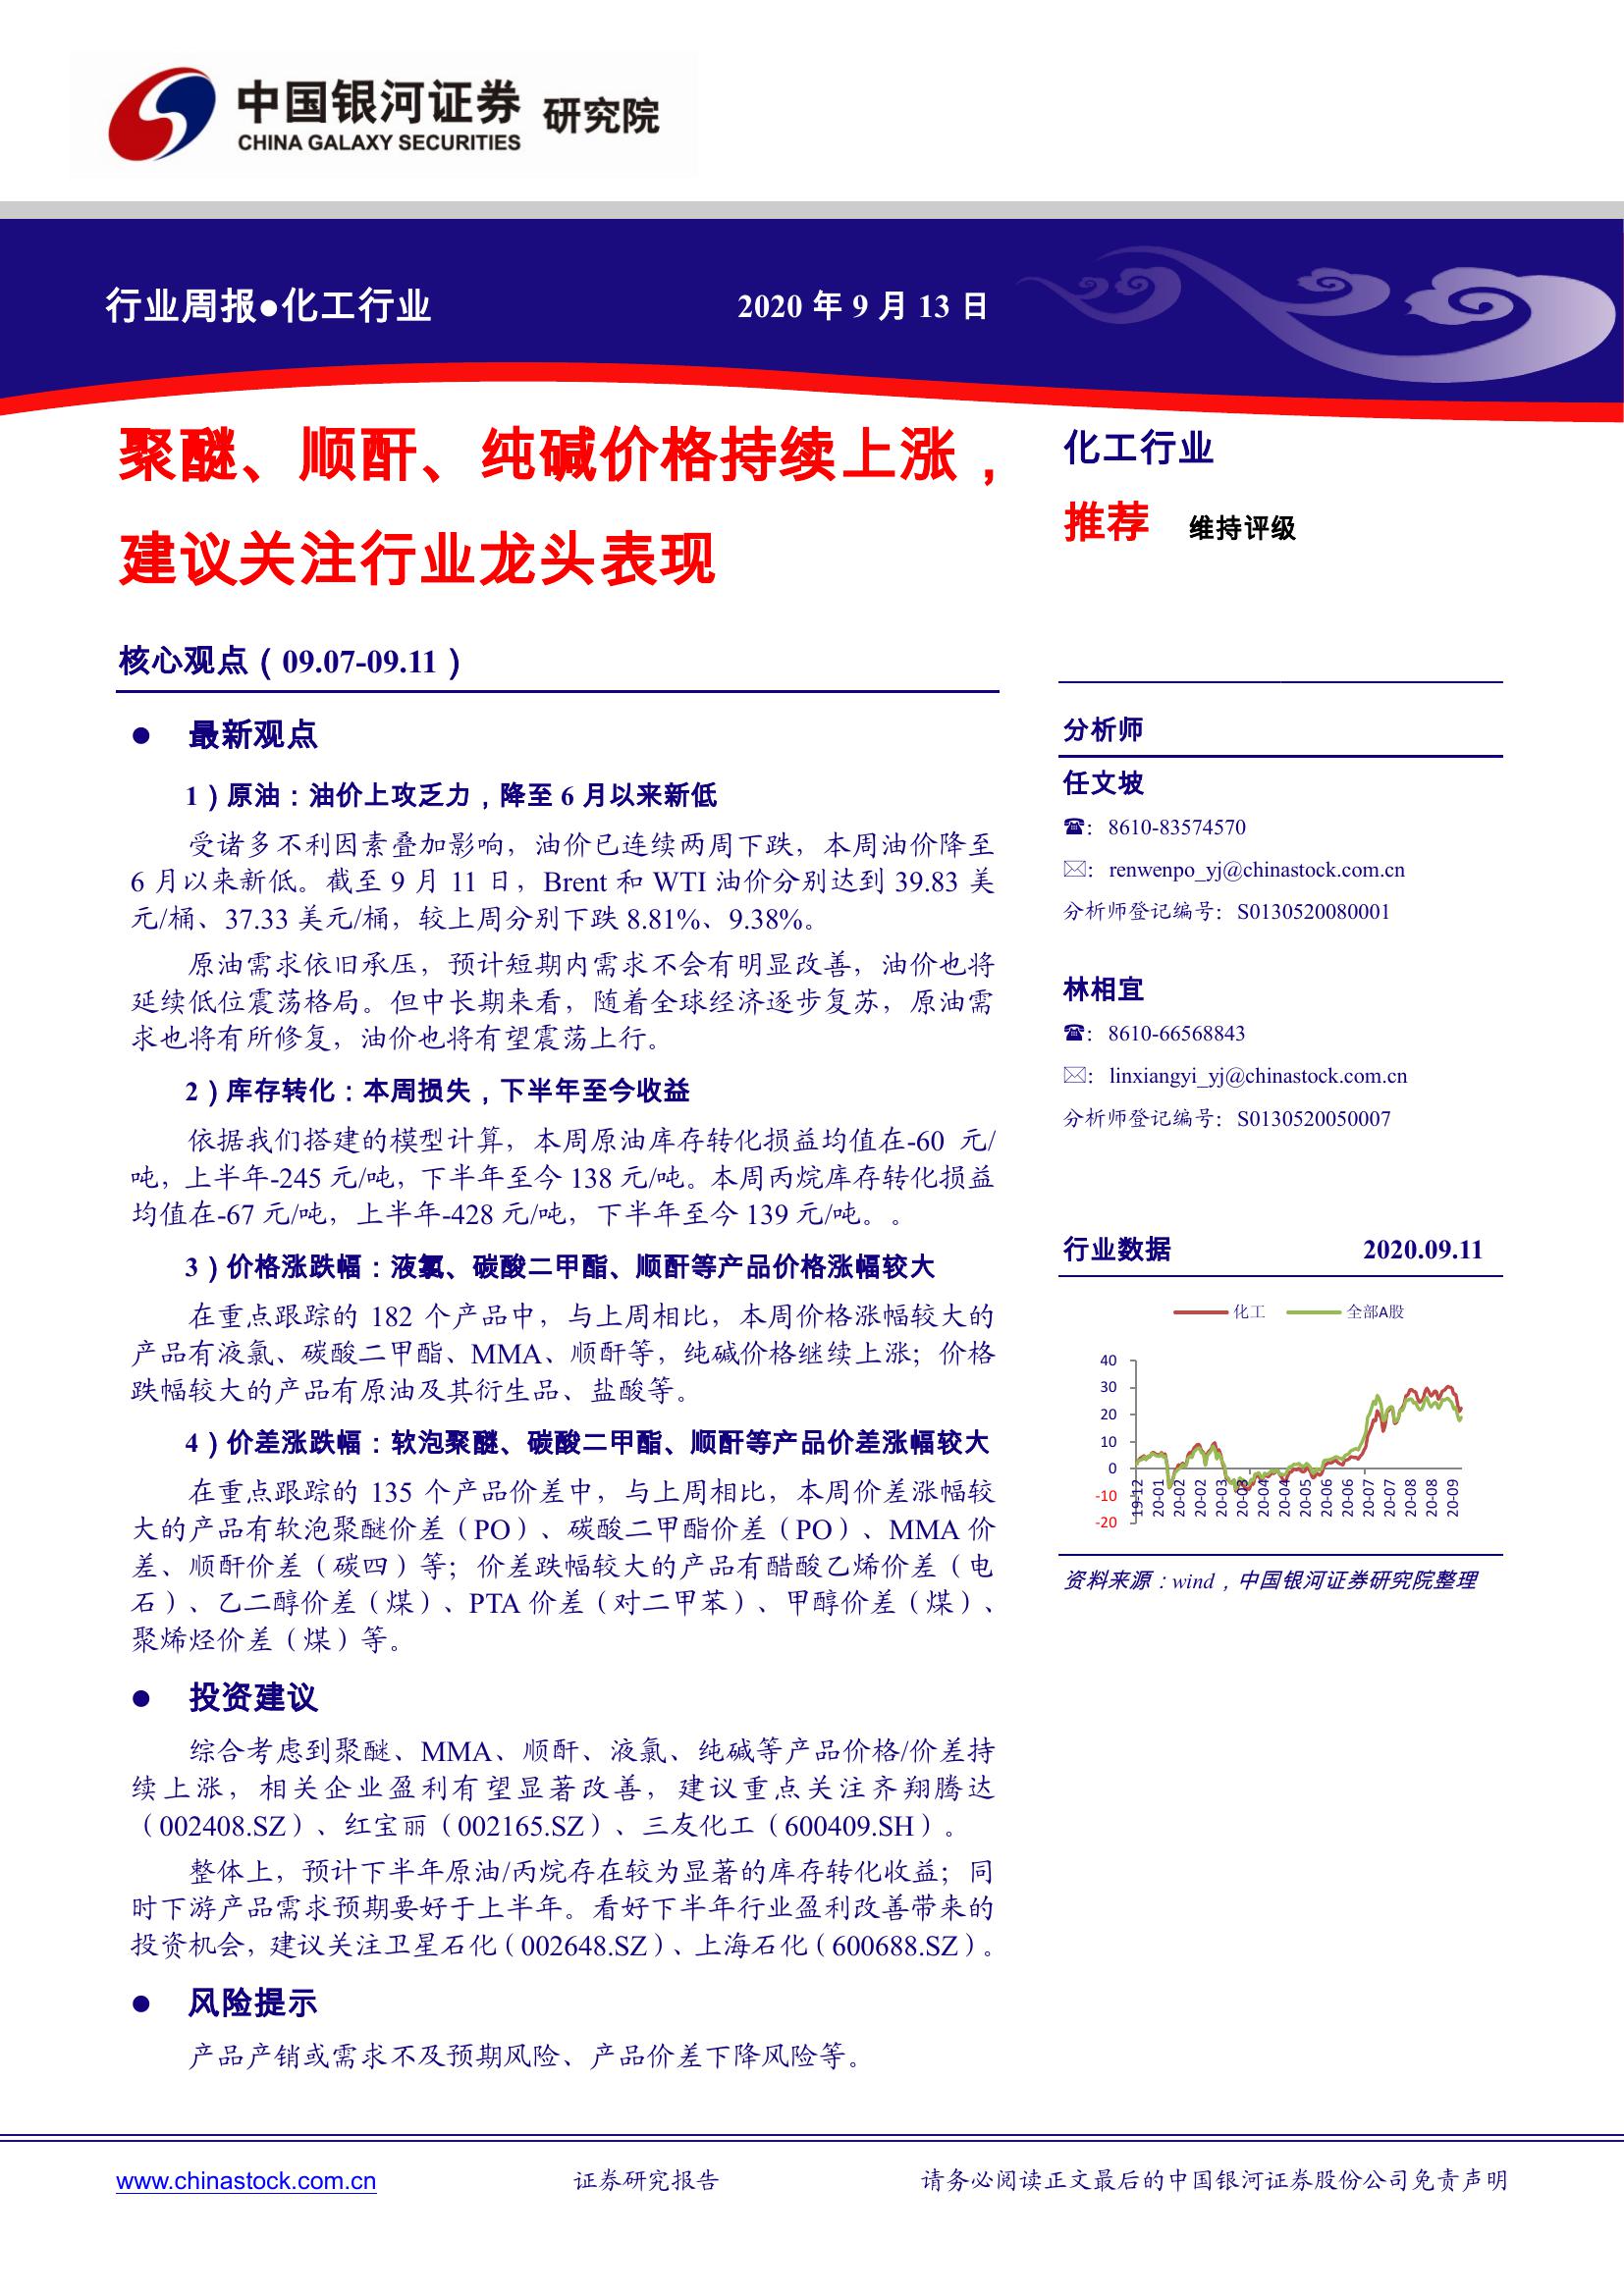 中国银河证券 研究院
CHINA GALAXY SECURITIES
行业周报●化工行业
2020 年 9 月 13 日
聚醚、顺酐、纯碱价格持续上涨，
建议关注行业龙头表现
核心观点（09.07-09.11）
● 最新观点
1）原油：油价上攻乏力，降至 6 月以来新低
受诸多不利因素叠加影响，油价已连续两周下跌，本周油价降至
6 月以来新低。截至 9 月 11 日，Brent 和 WTI 油价分别达到 39.83 美
元/桶、37.33 美元/桶，较上周分别下跌 8.81%、9.38%。
原油需求依旧承压，预计短期内需求不会有明显改善，油价也将
延续低位震荡格局。但中长期来看，随着全球经济逐步复苏，原油需
求也将有所修复，油价也将有望震荡上行。
2）库存转化：本周损失，下半年至今收益
依据我们搭建的模型计算，本周原油库存转化损益均值在-60 元/
吨，上半年-245 元/吨，下半年至今 138 元/吨。本周丙烷库存转化损益
均值在-67 元/吨，上半年-428 元/吨，下半年至今 139 元/吨。。
3）价格涨跌幅：液氯、碳酸二甲酯、顺酐等产品价格涨幅较大
在重点跟踪的 182 个产品中，与上周相比，本周价格涨幅较大的
产品有液氯、碳酸二甲酯、MMA、顺酐等，纯碱价格继续上涨；价格
跌幅较大的产品有原油及其衍生品、盐酸等。
4）价差涨跌幅：软泡聚醚、碳酸二甲酯、顺酐等产品价差涨幅较大
在重点跟踪的 135 个产品价差中，与上周相比，本周价差涨幅较
大的产品有软泡聚醚价差（PO）、碳酸二甲酯价差（PO）、MMA 价
差、顺酐价差（碳四）等；价差跌幅较大的产品有醋酸乙烯价差（电
石）、乙二醇价差（煤）、PTA 价差（对二甲苯）、甲醇价差（煤）、
聚烯烃价差（煤）等。
● 投资建议
综合考虑到聚醚、MMA、顺酐、液氯、纯碱等产品价格/价差持
续上涨，相关企业盈利有望显著改善，建议重点关注齐翔腾达
（002408.SZ）、红宝丽（002165.SZ）、三友化工（600409.SH）。
整体上，预计下半年原油/丙烷存在较为显著的库存转化收益；同
时下游产品需求预期要好于上半年。看好下半年行业盈利改善带来的
投资机会，建议关注卫星石化（002648.SZ）、上海石化（600688.SZ）。
● 风险提示
产品产销或需求不及预期风险、产品价差下降风险等。
化工行业
推荐 维持评级
分析师
任文坡
☎：8610-83574570
✉：renwenpo_yj@chinastock.com.cn
分析师登记编号：S0130520080001
林相宜
☎：8610-66568843
✉：linxiangyi_yj@chinastock.com.cn
分析师登记编号：S0130520050007
行业数据 2020.09.11
化工 全部A股
40
30
20
10
0
-10
-20
19-12 20-01 20-02 20-02 20-03 20-03 20-04 20-04 20-05 20-06 20-06 20-07 20-07 20-08 20-08 20-09
资料来源：wind，中国银河证券研究院整理
www.chinastock.com.cn
证券研究报告
请务必阅读正文最后的中国银河证券股份公司免责声明